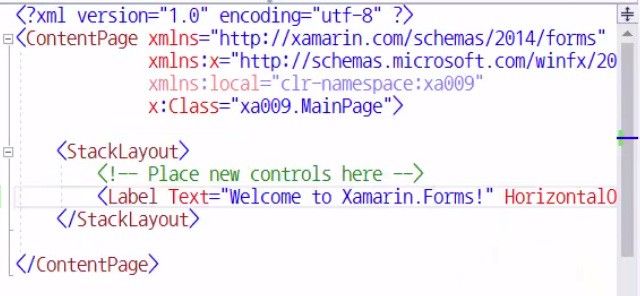 <?xml version="1.0" encoding="utf-8" ?>
<ContentPage xmlns="http://xamarin.com/schemas/2014/forms"
xmlns:x="http://schemas.microsoft.com/winfx/20
xmlns:local="clr-namespace:xa009"
x:Class="xa009.MainPage">
<StackLayout>
<!-- Place new controls here -->
<Label Text="Welcome to Xamarin.Forms!" HorizontalO
</StackLayout>
</ContentPage>